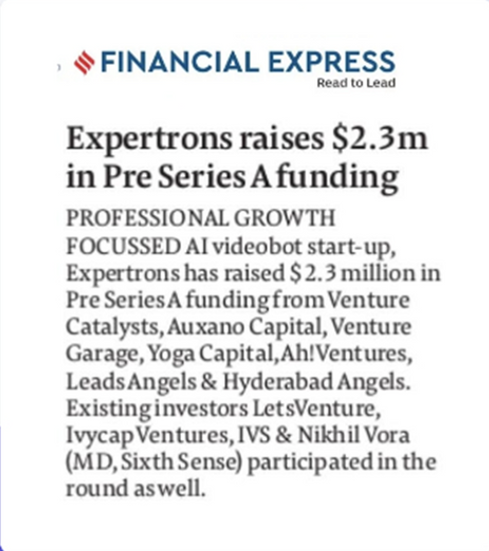 FINANCIAL EXPRESS
Read to Lead
Expertrons raises $2.3m
in Pre Series A funding
PROFESSIONAL GROWTH
FOCUSSED AI videobot start-up,
Expertrons has raised $2.3 million in
Pre Series A funding from Venture
Catalysts, Auxano Capital, Venture
Garage, Yoga Capital, Ah! Ventures,
Leads Angels & Hyderabad Angels.
Existing investors LetsVenture,
Ivycap Ventures, IVS & Nikhil Vora
(MD, Sixth Sense) participated in the
round as well.